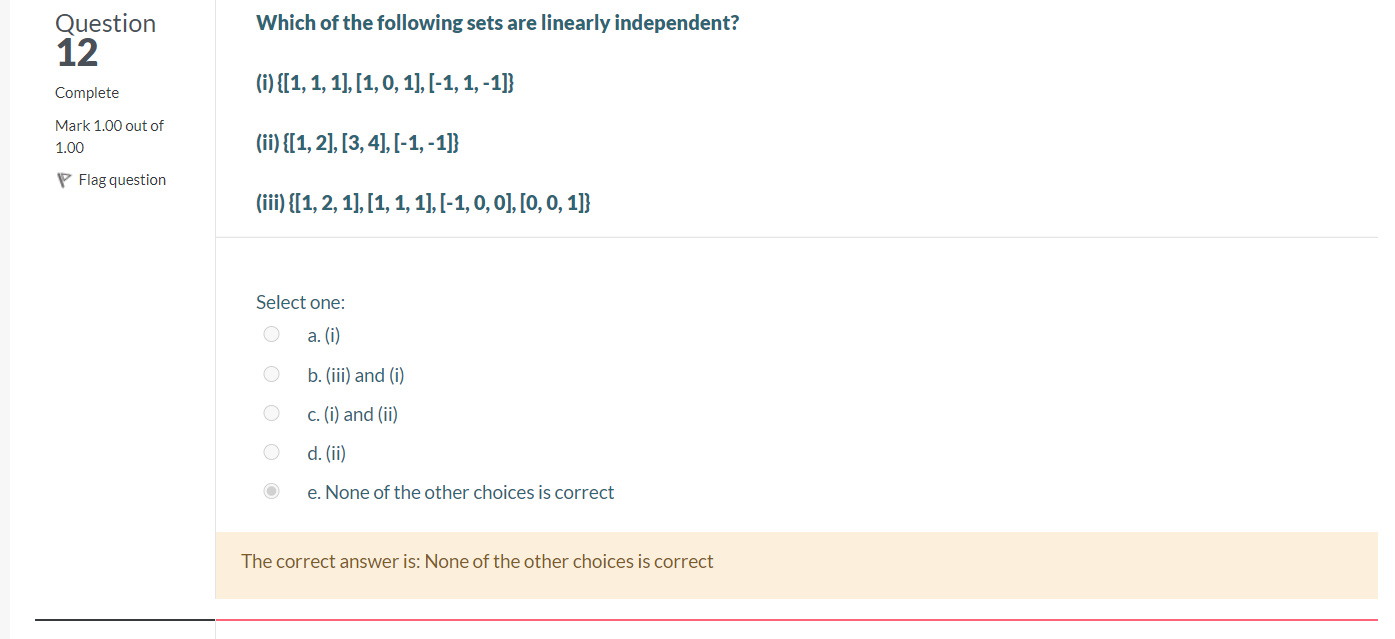 Question
12
Complete
Mark 1.00 out of
1.00
Flag question
Which of the following sets are linearly independent?
(i) {[1, 1, 1], [1, 0, 1], [-1, 1, -1]}
(ii) {[1, 2], [3, 4], [-1, -1]}
(iii) {[1, 2, 1], [1, 1, 1], [-1, 0, 0], [0, 0, 1]}
Select one:
a. (i)
b. (iii) and (i)
c. (i) and (ii)
d. (ii)
e. None of the other choices is correct
The correct answer is: None of the other choices is correct